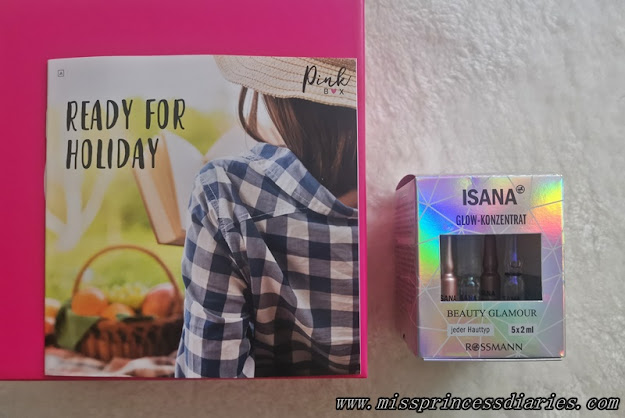 Pink
BOX
READY FOR
HOLIDAY
ISANA
GLOW-KONZENTRAT
BEAUTY GLAMOUR
jeder Hauttyp
5x2ml
ROSSMANN
www.missprincessdiaries.com